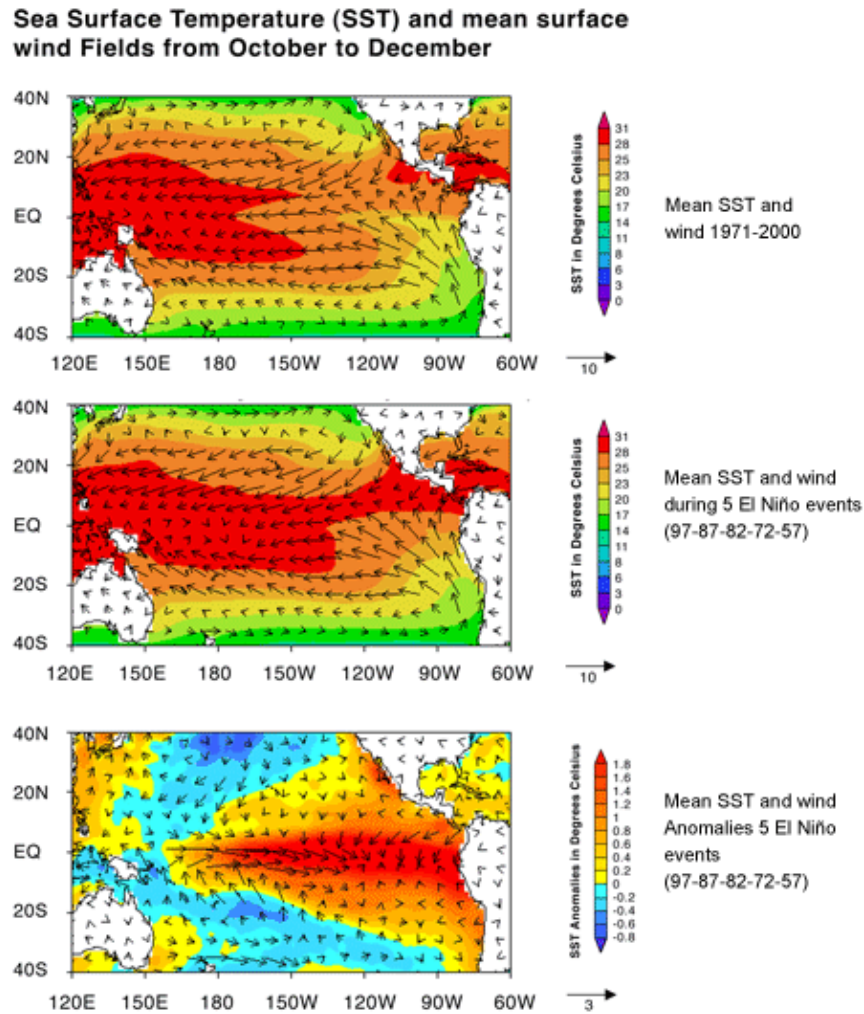 Sea Surface Temperature (SST) and mean surface
wind Fields from October to December
40N
20N
EQ
20S
40S
120E 150E 180 150W 120W 90W 60W
SST in Degrees Celsius
31
28
25
23
20
17
14
11
8
6
3
0
10
Mean SST and
wind 1971-2000
40N
20N
EQ
20S
40S
120E 150E 180 150W 120W 90W 60W
SST in Degrees Celsius
31
28
25
23
20
17
14
11
8
6
3
0
10
Mean SST and wind
during 5 El Niño events
(97-87-82-72-57)
40N
20N
EQ
20S
40S
120E 150E 180 150W 120W 90W 60W
SST Anomalies in Degrees Celsius
1.8
1.6
1.4
1.2
1
0.8
0.6
0.4
0.2
0
-0.2
-0.4
-0.6
-0.8
3
Mean SST and wind
Anomalies 5 El Niño
events
(97-87-82-72-57)